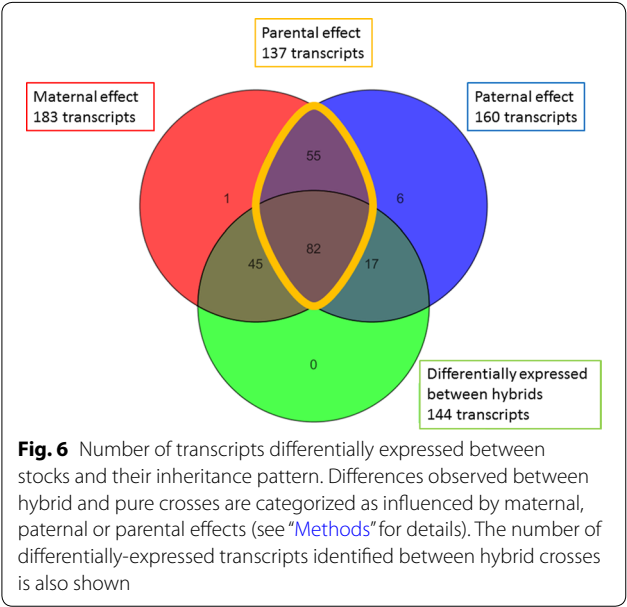 Parental effect
137 transcripts
Maternal effect
183 transcripts
Paternal effect
160 transcripts
55
1
6
82
45
17
0
Differentially expressed
between hybrids
144 transcripts
Fig. 6 Number of transcripts differentially expressed between
stocks and their inheritance pattern. Differences observed between
hybrid and pure crosses are categorized as influenced by maternal,
paternal or parental effects (see “Methods” for details). The number of
differentially-expressed transcripts identified between hybrid crosses
is also shown